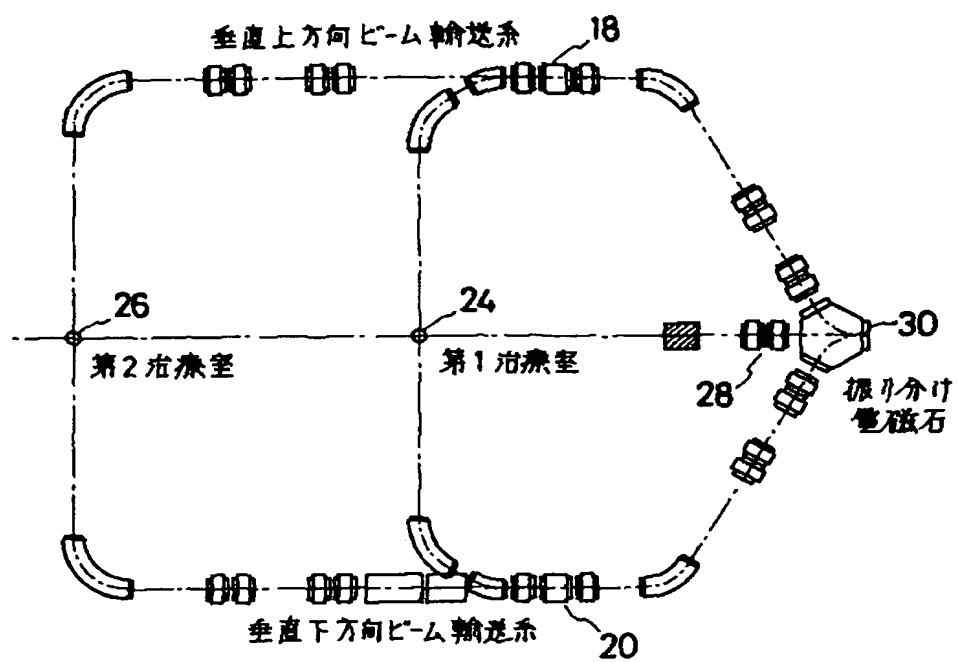 垂直上方向ビーム輸送系
18
26
24
30
第2治療室
第1治療室
28
振り分け
電磁石
垂直下方向ビーム輸送系
20